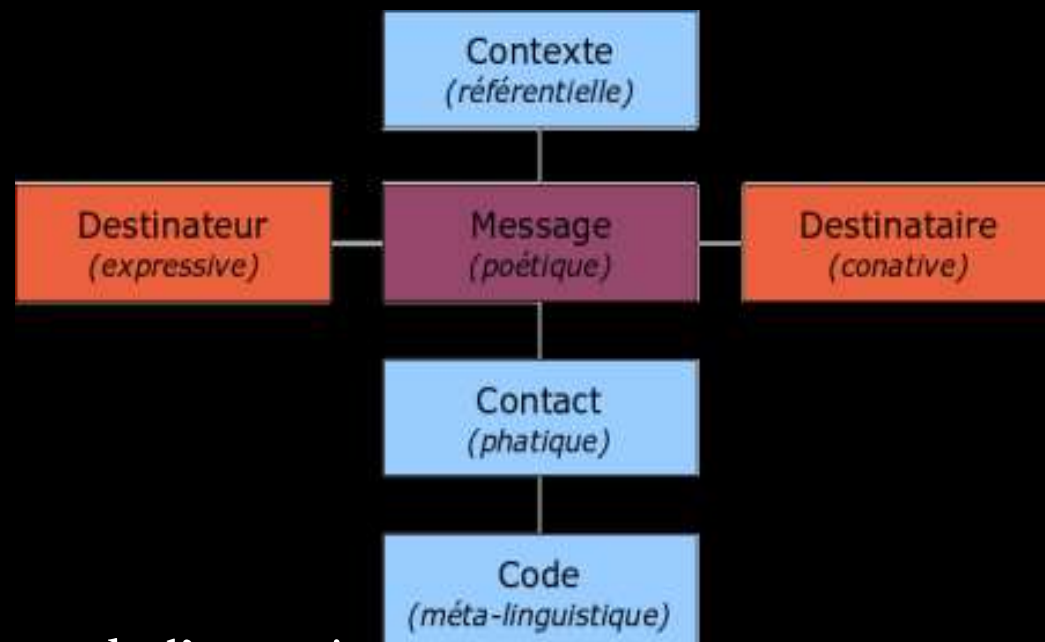 Contexte
(référentielle)
Destinateur
(expressive)
Message
(poétique)
Destinataire
(conative)
Contact
(phatique)
Code
(méta-linguistique)